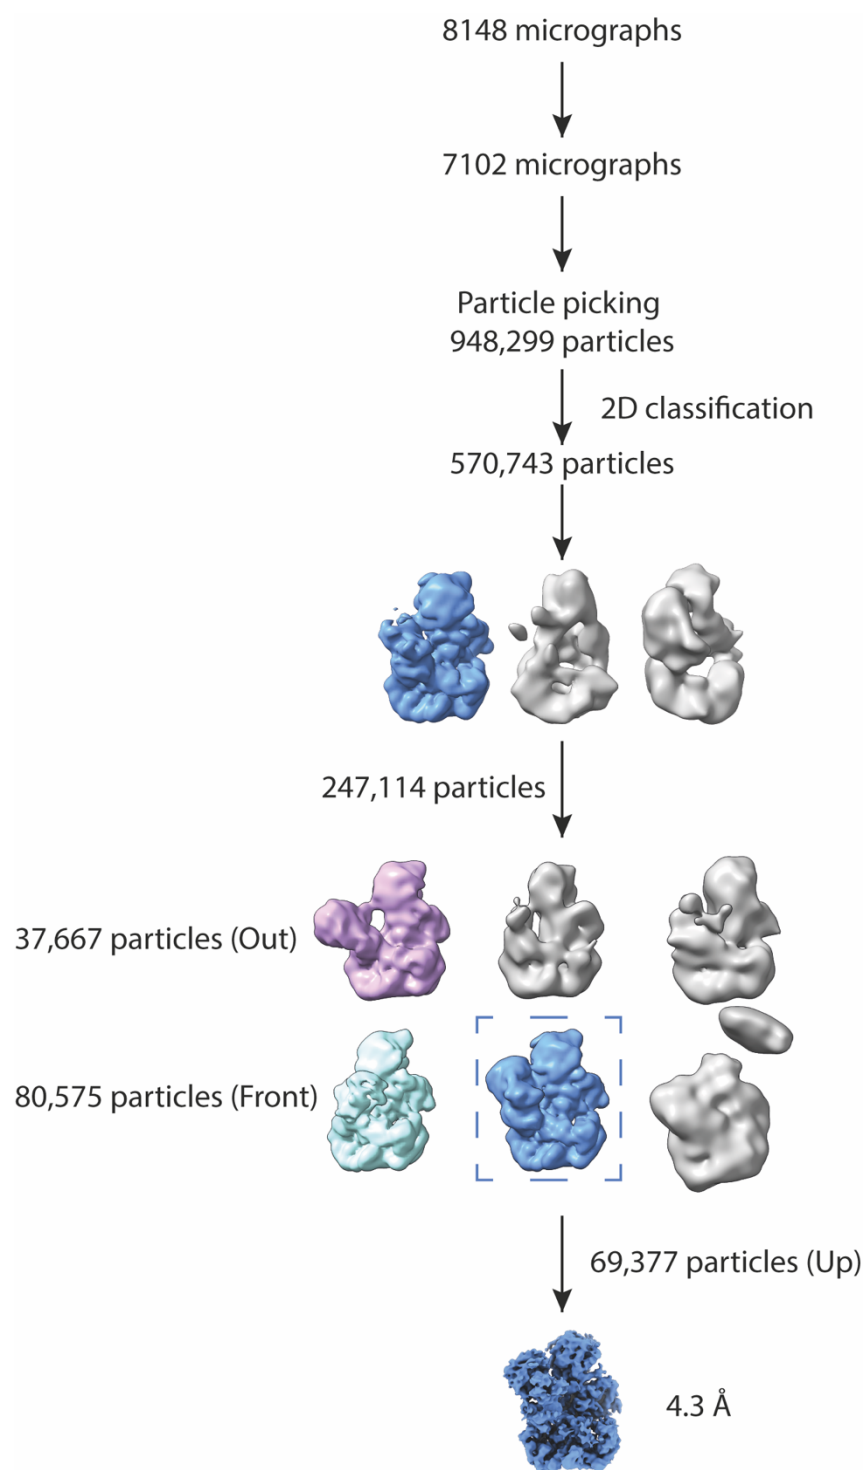 8148 micrographs
7102 micrographs
Particle picking
948,299 particles
2D classification
570,743 particles
247,114 particles
37,667 particles (Out)
80,575 particles (Front)
69,377 particles (Up)
4.3 Å